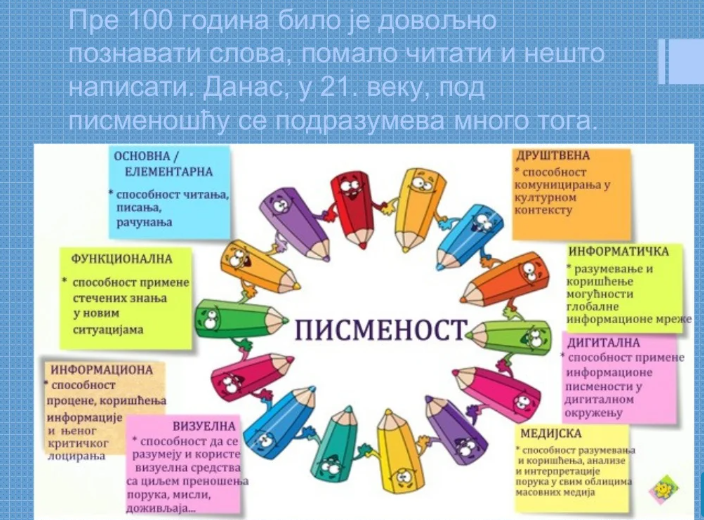 Пре 100 година било је довољно
познавати слова, помало читати и нешто
написати. Данас, у 21. веку, под
писменошћу се подразумева много тога.
ОСНОВНА /
ЕЛЕМЕНТАРНА
* способност читања,
писања,
рачунања
ФУНКЦИОНАЛНА
* способност примене
стечених знања
у новим
ситуацијама
ИНФОРМАЦИОНА
* способност
процене, коришћења
информације
и њеног
критичког
лоцирања
ВИЗУЕЛНА
* способност да се
разумеју и користе
визуелна средства
са циљем преношења
порука, мисли,
доживљаја...
ПИСМЕНОСТ
ДРУШТВЕНА
* способност
комуницирања у
културном
контексту
ИНФОРМАТИЧКА
* разумевање и
коришћење
могућности
глобалне
информационе мреже
ДИГИТАЛНА
* способност примене
информационе
писмености у
дигиталном
окружењу
МЕДИЈСКА
* способност разумевања
и коришћења, анализе
и интерпретације
порука у свим облицима
масовних медија